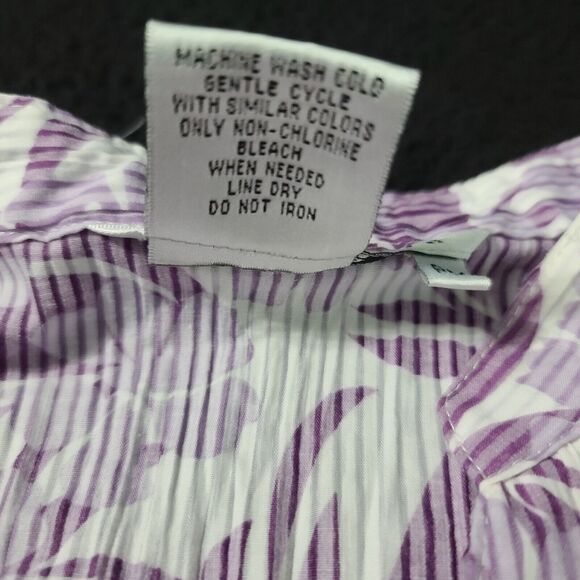 MACHINE WASH COLD
GENTLE CYCLE
WITH SIMILAR COLORS
ONLY NON-CHLORINE
BLEACH
WHEN NEEDED
LINE DRY
DO NOT IRON